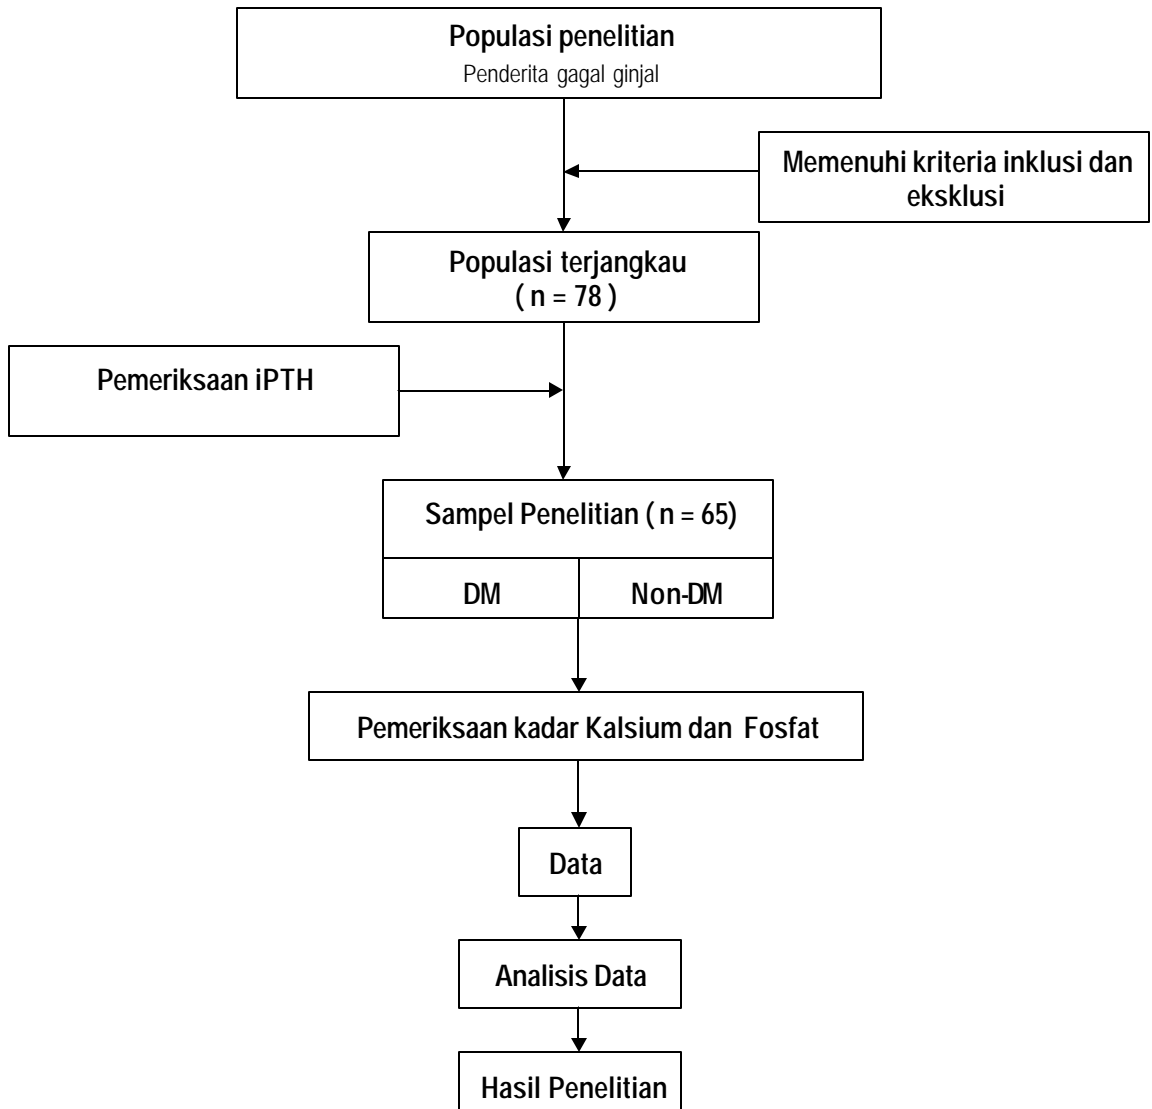 Populasi penelitian
Penderita gagal ginjal
Memenuhi kriteria inklusi dan
eksklusi
Populasi terjangkau
( n = 78 )
Pemeriksaan iPTH
Sampel Penelitian ( n = 65)
DM
Non-DM
Pemeriksaan kadar Kalsium dan Fosfat
Data
Analisis Data
Hasil Penelitian